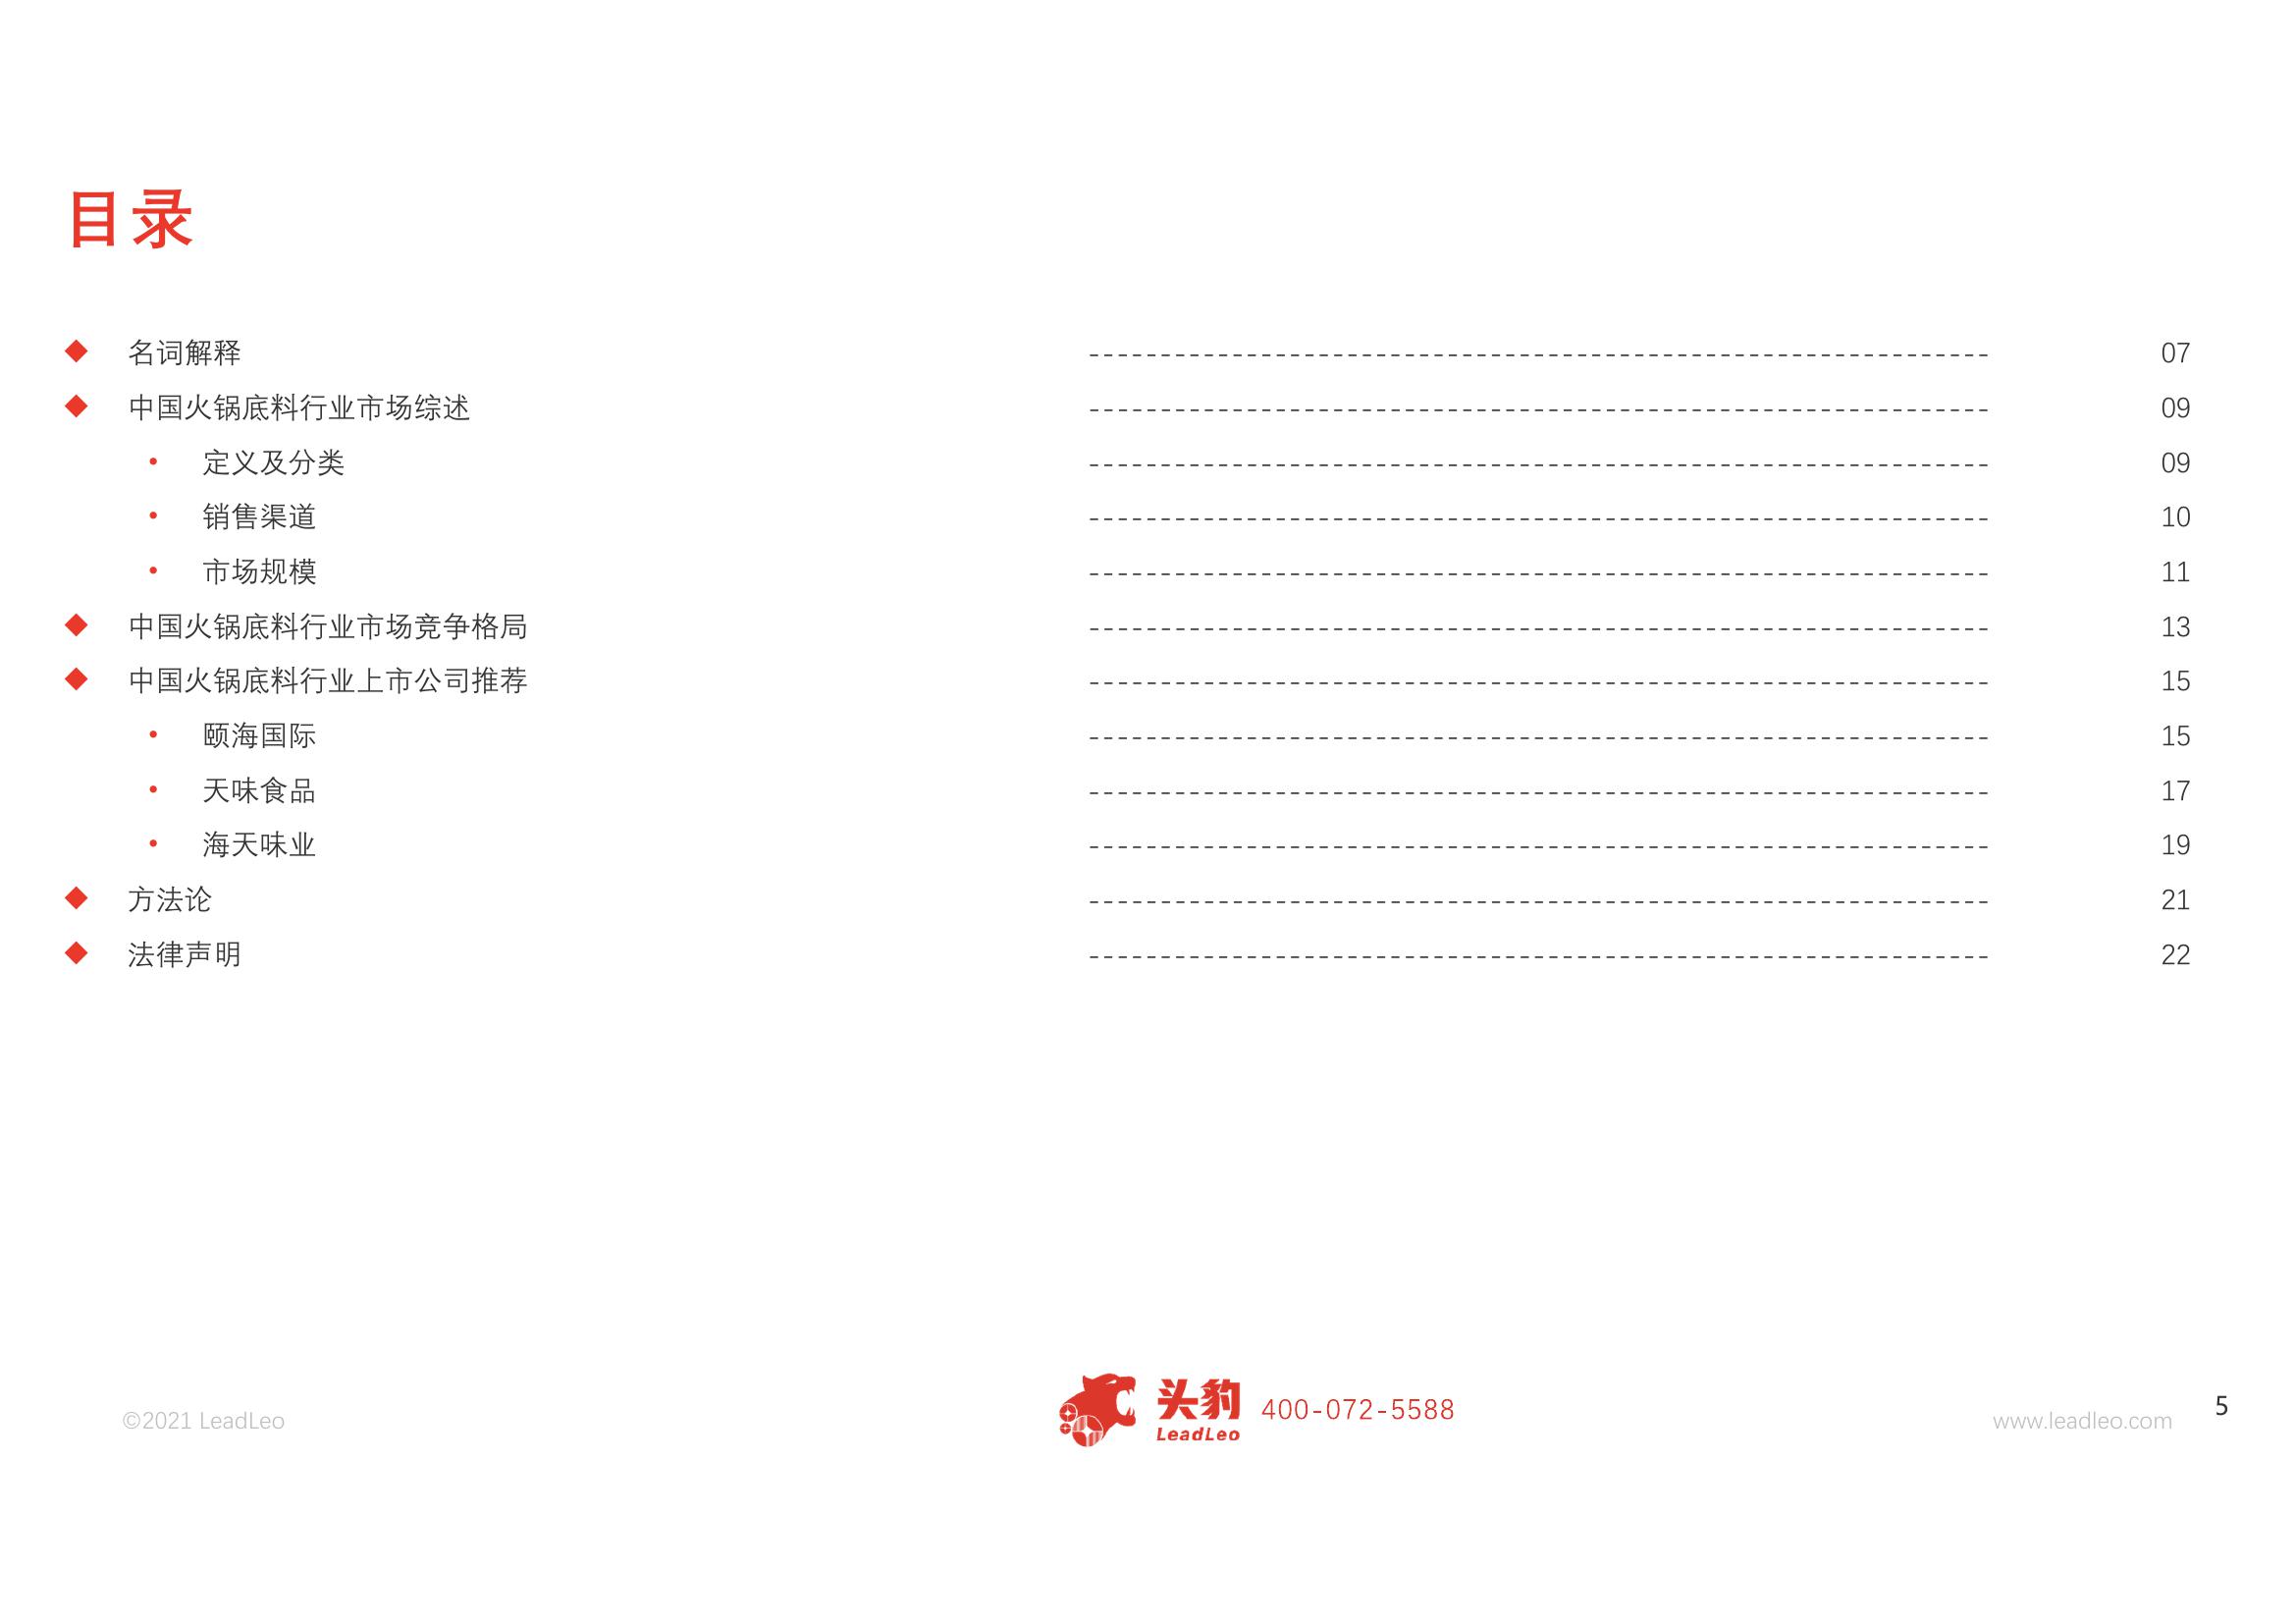 目录
名词解释 ---------------------------------------------------------------- 07
中国火锅底料行业市场综述 ---------------------------------------------------------------- 09
• 定义及分类 ---------------------------------------------------------------- 09
• 销售渠道 ---------------------------------------------------------------- 10
• 市场规模 ---------------------------------------------------------------- 11
中国火锅底料行业市场竞争格局 ---------------------------------------------------------------- 13
中国火锅底料行业上市公司推荐 ---------------------------------------------------------------- 15
• 颐海国际 ---------------------------------------------------------------- 15
• 天味食品 ---------------------------------------------------------------- 17
• 海天味业 ---------------------------------------------------------------- 19
方法论 ---------------------------------------------------------------- 21
法律声明 ---------------------------------------------------------------- 22
©2021 LeadLeo
头豹
LeadLeo
400-072-5588
www.leadleo.com
5